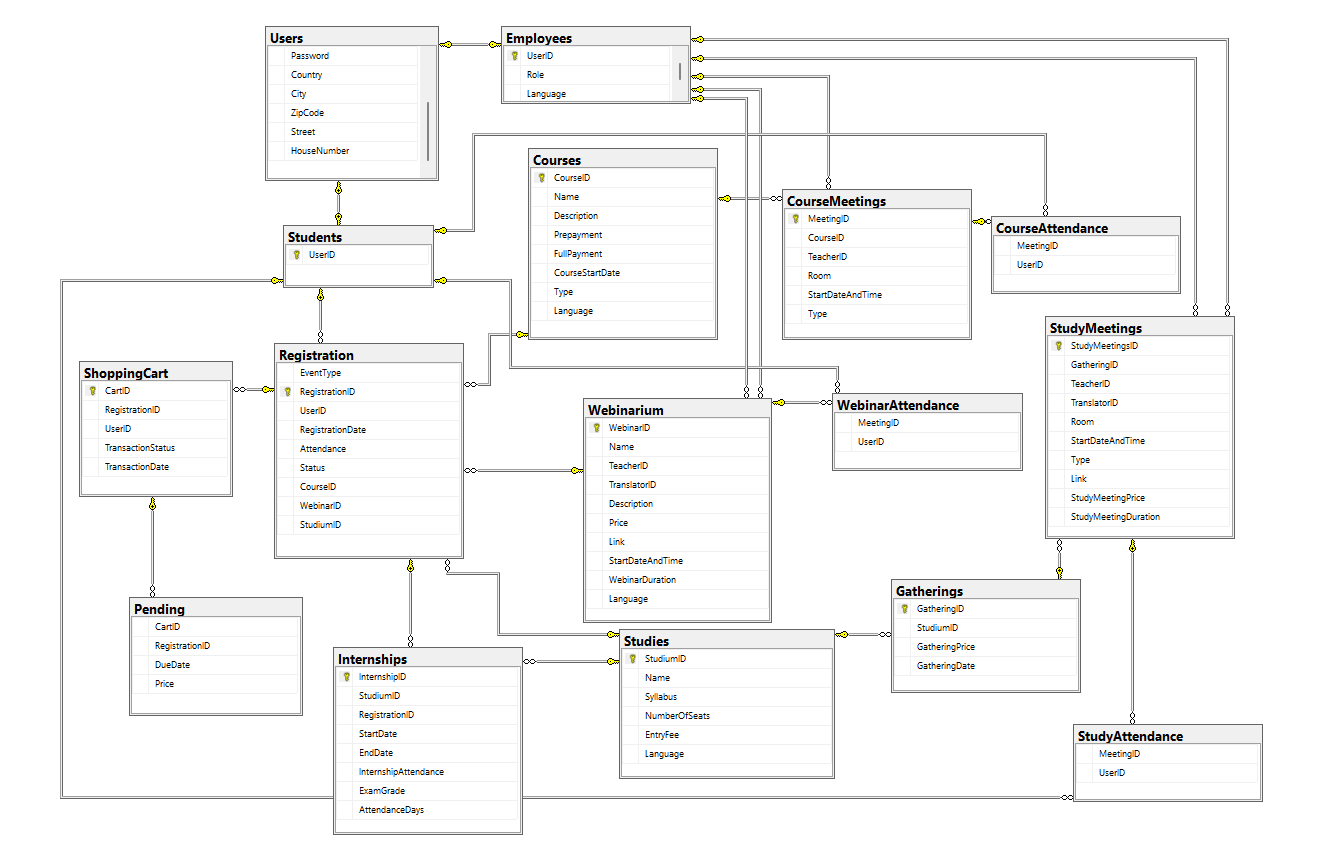 Users
Password
Country
City
ZipCode
Street
HouseNumber
Employees
UserID
Role
Language
Courses
CourseID
Name
Description
Prepayment
FullPayment
CourseStartDate
Type
Language
CourseMeetings
MeetingID
CourseID
TeacherID
Room
StartDateAndTime
Type
CourseAttendance
MeetingID
UserID
Students
UserID
StudyMeetings
StudyMeetingsID
GatheringID
TeacherID
TranslatorID
Room
StartDateAndTime
Type
Link
StudyMeetingPrice
StudyMeetingDuration
Registration
EventType
RegistrationID
UserID
RegistrationDate
Attendance
Status
CourseID
WebinarID
StudiumID
ShoppingCart
CartID
RegistrationID
UserID
TransactionStatus
TransactionDate
Webinarium
WebinarID
Name
TeacherID
TranslatorID
Description
Price
Link
StartDateAndTime
WebinarDuration
Language
WebinarAttendance
MeetingID
UserID
Pending
CartID
RegistrationID
DueDate
Price
Internships
InternshipID
StudiumID
RegistrationID
StartDate
EndDate
InternshipAttendance
ExamGrade
AttendanceDays
Studies
StudiumID
Name
Syllabus
NumberOfSeats
EntryFee
Language
Gatherings
GatheringID
StudiumID
GatheringPrice
GatheringDate
StudyAttendance
MeetingID
UserID